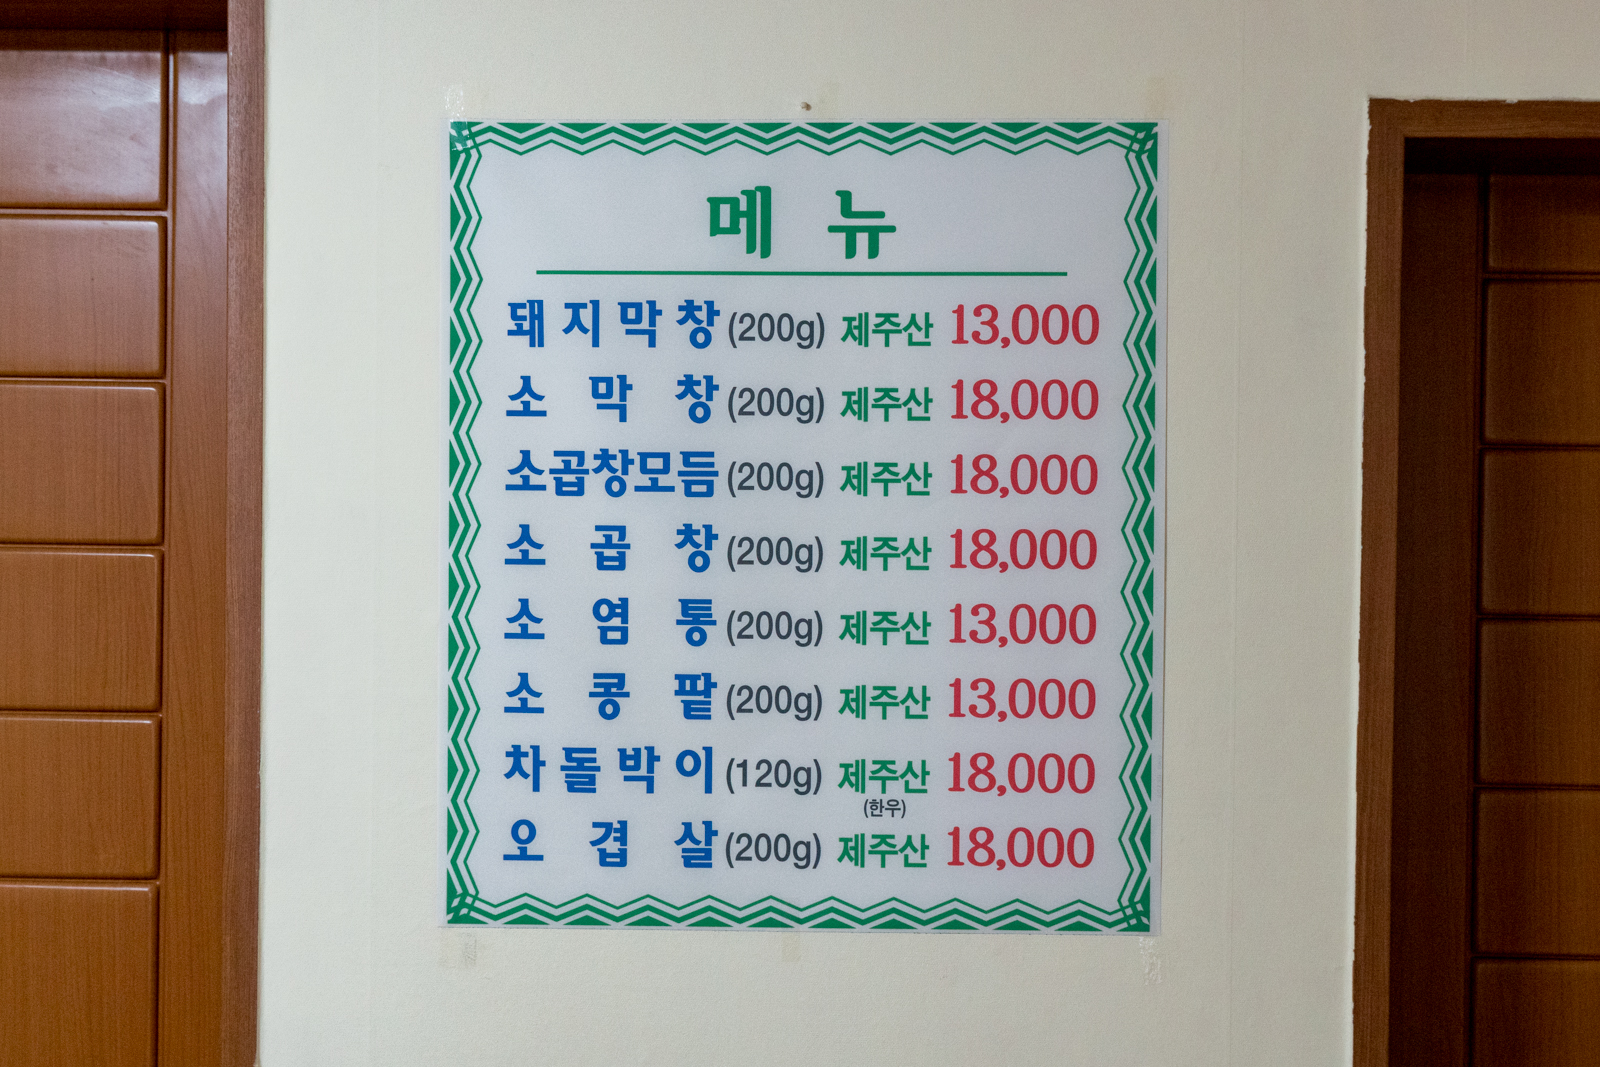 메뉴
돼지막창(200g) 제주산 13,000
소막창(200g) 제주산 18,000
소곱창모듬(200g) 제주산 18,000
소곱창(200g) 제주산 18,000
소염통(200g) 제주산 13,000
소콩팥(200g) 제주산 13,000
차돌박이(120g) 제주산 18,000
(한우)
오겹살(200g) 제주산 18,000